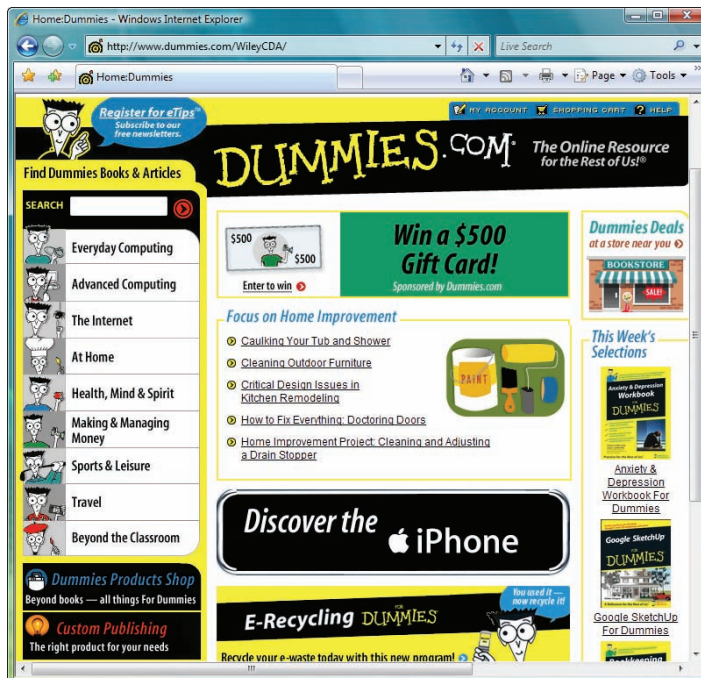 Home:Dummies - Windows Internet Explorer
http://www.dummies.com/WileyCDA/
Live Search
Home:Dummies
Page
Tools
Register for eTips™
Subscribe to our
free newsletters.
MY ACCOUNT
SHOPPING CART
HELP
DUMMIES.COM®
The Online Resource
for the Rest of Us!®
Find Dummies Books & Articles
SEARCH
Everyday Computing
Advanced Computing
The Internet
At Home
Health, Mind & Spirit
Making & Managing
Money
Sports & Leisure
Travel
Beyond the Classroom
Dummies Products Shop
Beyond books — all things For Dummies
Custom Publishing
The right product for your needs
$500
$500
Enter to win
Win a $500
Gift Card!
Sponsored by Dummies.com
Focus on Home Improvement
Caulking Your Tub and Shower
Cleaning Outdoor Furniture
Critical Design Issues in
Kitchen Remodeling
How to Fix Everything: Doctoring Doors
Home Improvement Project: Cleaning and Adjusting
a Drain Stopper
PAINT
Discover the
iPhone
E-Recycling FOR DUMMIES
You used it —
now recycle it!
Recycle your e-waste today with this new program!
Dummies Deals
at a store near you
BOOKSTORE
SALE!
This Week's
Selections
Anxiety & Depression
Workbook
FOR
DUMMIES
Anxiety &
Depression
Workbook For
Dummies
Google SketchUp
FOR
DUMMIES
Google SketchUp
For Dummies
Bookkeeping